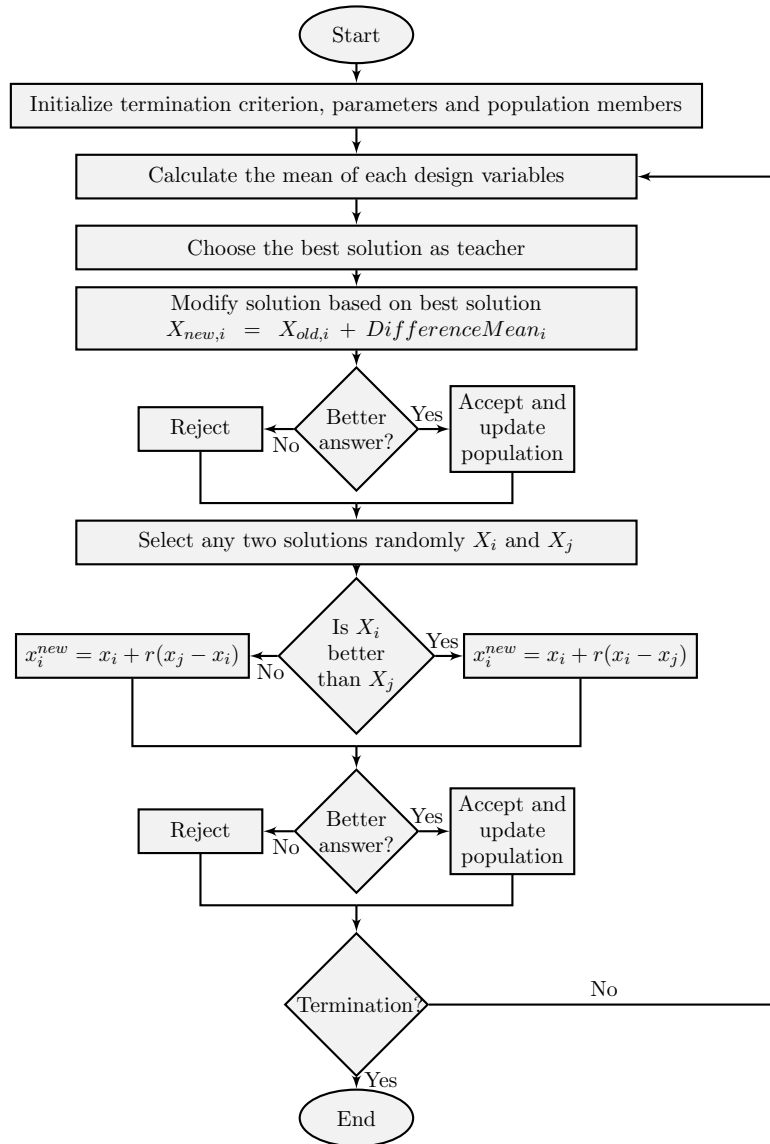 Start
Initialize termination criterion, parameters and population members
Calculate the mean of each design variables
Choose the best solution as teacher
Modify solution based on best solution
$X_{new,i} = X_{old,i} + DifferenceMean_i$
Better
answer?
No
Yes
Reject
Accept and
update
population
Select any two solutions randomly $X_i$ and $X_j$
Is $X_i$
better
than $X_j$
No
Yes
$x_i^{new} = x_i + r(x_j - x_i)$
$x_i^{new} = x_i + r(x_i - x_j)$
Better
answer?
No
Yes
Reject
Accept and
update
population
Termination?
No
Yes
End